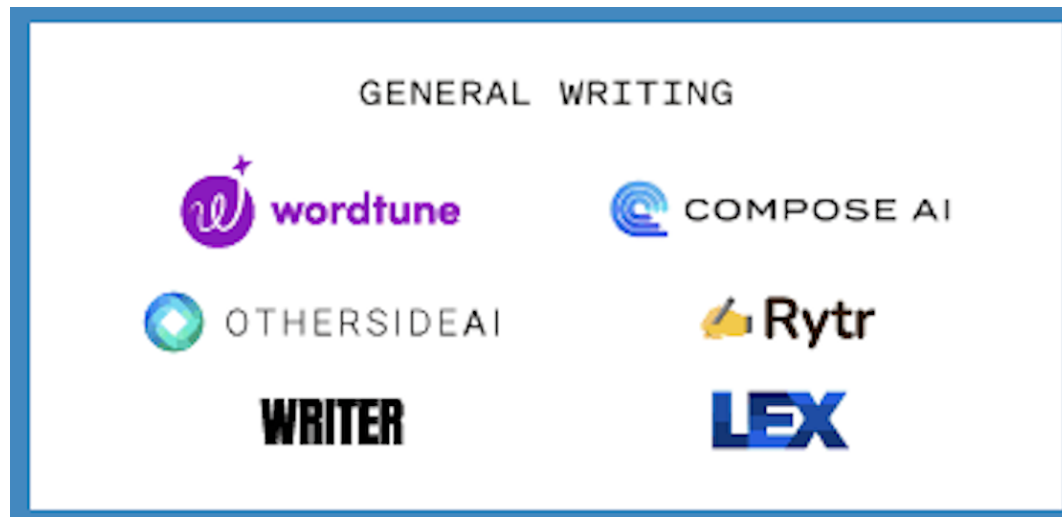 GENERAL WRITING
wordtune
COMPOSE AI
OTHERSIDEAI
Rytr
WRITER
LEX